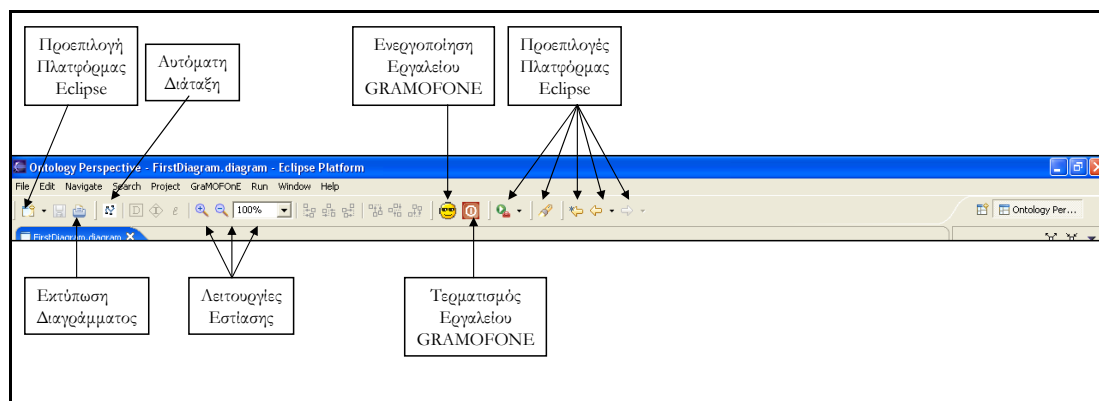 Προεπιλογή
Πλατφόρμας
Eclipse
Αυτόματη
Διάταξη
Ενεργοποίηση
Εργαλείου
GRAMOFONE
Προεπιλογές
Πλατφόρμας
Eclipse
Ontology Perspective - FirstDiagram.diagram - Eclipse Platform
File Edit Navigate Search Project GraMOFOnE Run Window Help
100%
Ontology Per...
FirstDiagram.diagram
Εκτύπωση
Διαγράμματος
Λειτουργίες
Εστίασης
Τερματισμός
Εργαλείου
GRAMOFONE